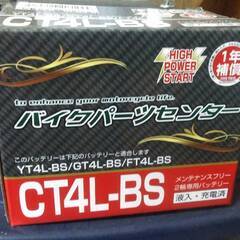 HIGH
POWER
START
1年
補償
to enhance your motorcycle life.
バイクパーツセンター
このバッテリーは下記のバッテリーと適合します
YT4L-BS/GT4L-BS/FT4L-BS
CT4L-BS
メンテナンスフリー
2輪専用バッテリー
液入・充電済